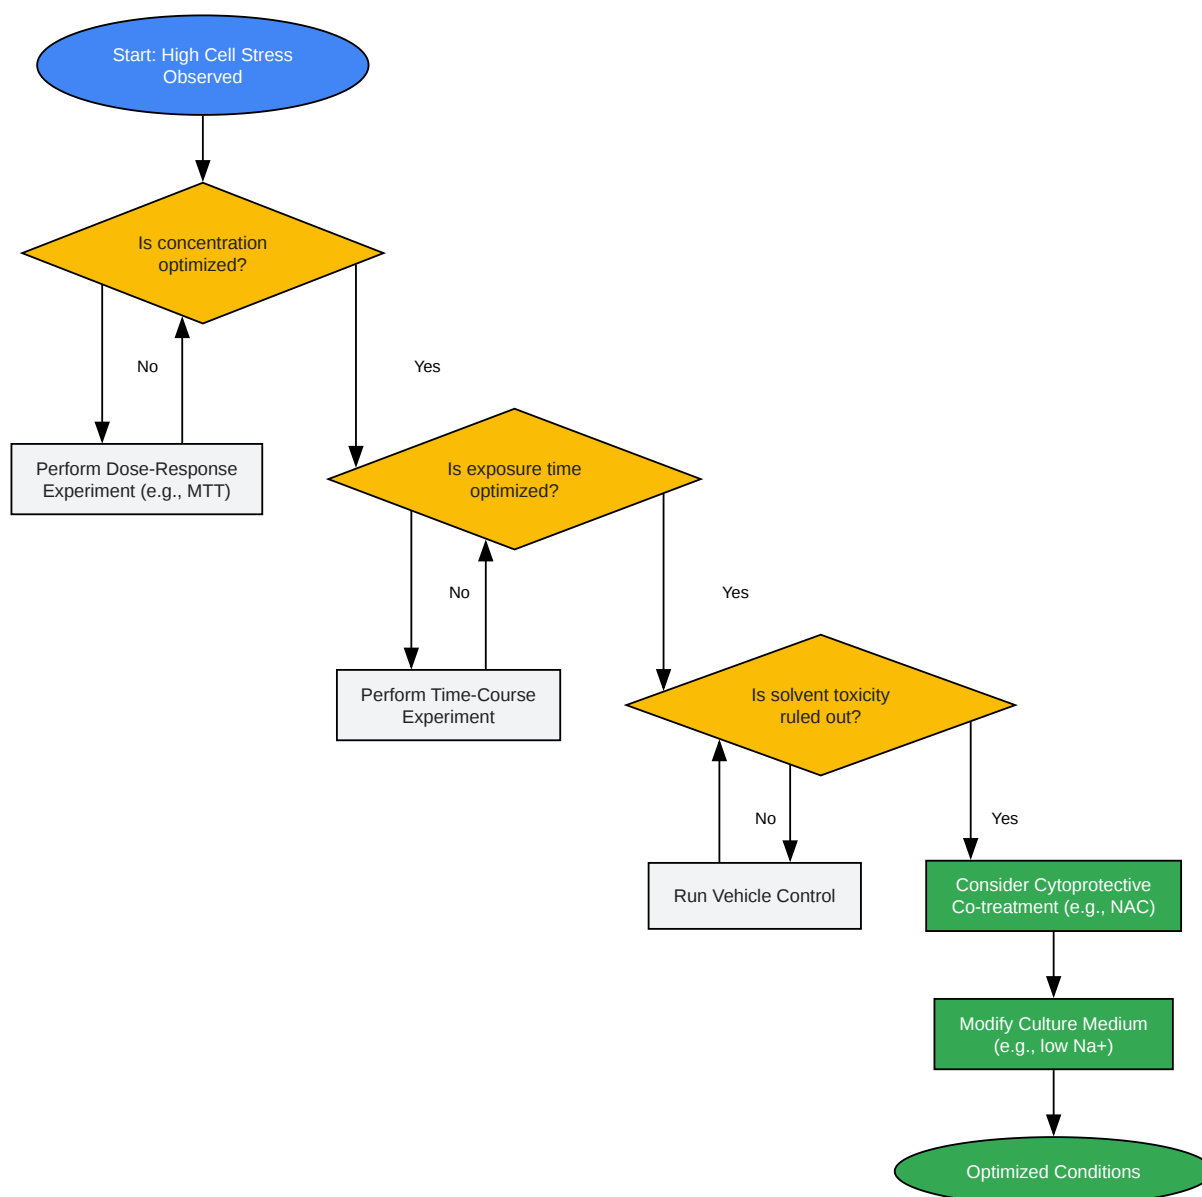 Start: High Cell Stress
Observed
Is concentration
optimized?
No
Yes
Perform Dose-Response
Experiment (e.g., MTT)
Is exposure time
optimized?
No
Yes
Perform Time-Course
Experiment
Is solvent toxicity
ruled out?
No
Yes
Run Vehicle Control
Consider Cytoprotective
Co-treatment (e.g., NAC)
Modify Culture Medium
(e.g., low Na+)
Optimized Conditions